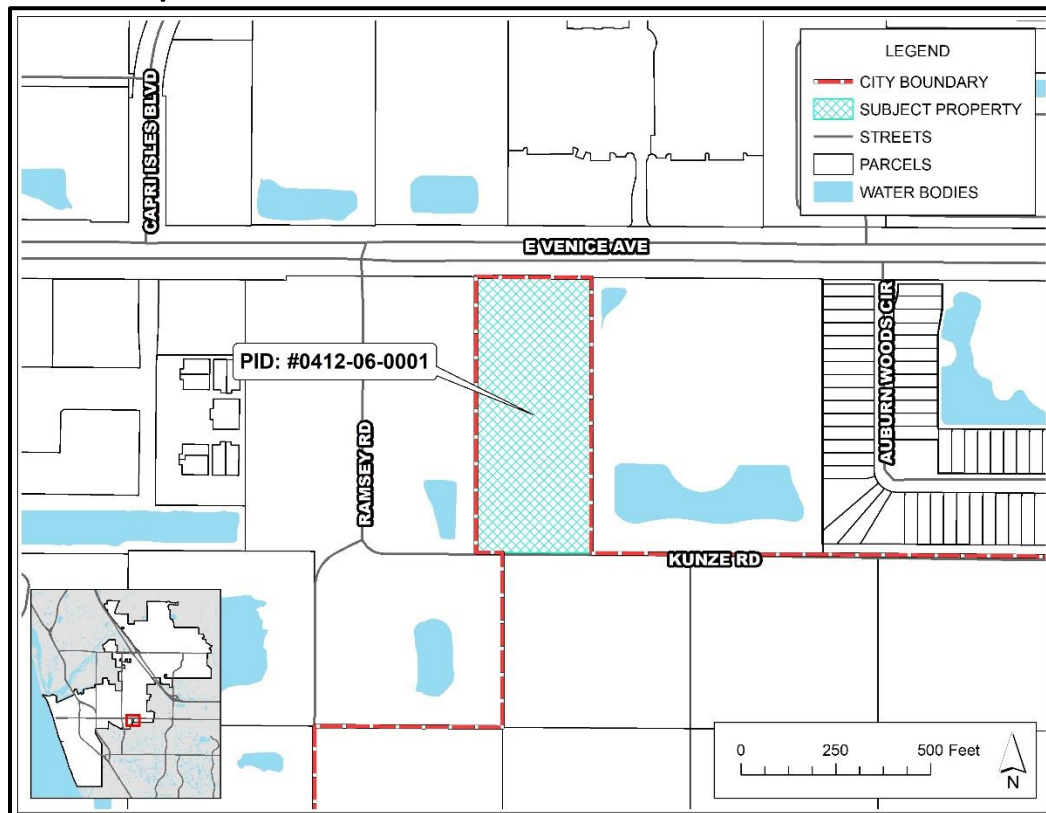 LEGEND
CITY BOUNDARY
SUBJECT PROPERTY
STREETS
PARCELS
WATER BODIES
CAPRI ISLES BLVD
E VENICE AVE
PID: #0412-06-0001
RAMSEY RD
AUBURN WOODS CIR
KUNZE RD
0 250 500 Feet
N